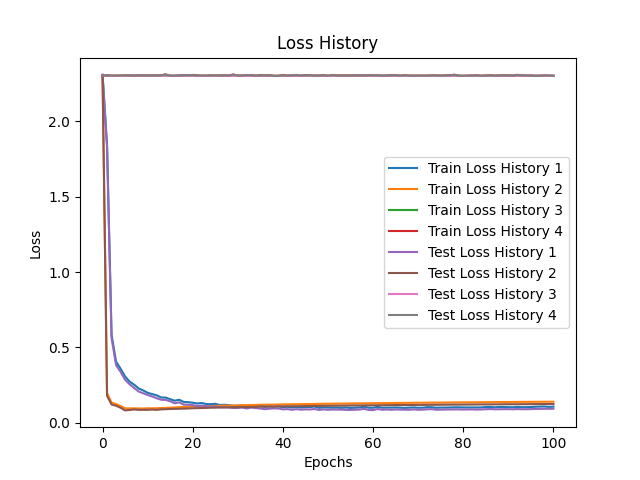 Loss History
Loss
2.0
1.5
1.0
0.5
0.0
Train Loss History 1
Train Loss History 2
Train Loss History 3
Train Loss History 4
Test Loss History 1
Test Loss History 2
Test Loss History 3
Test Loss History 4
0 20 40 60 80 100
Epochs